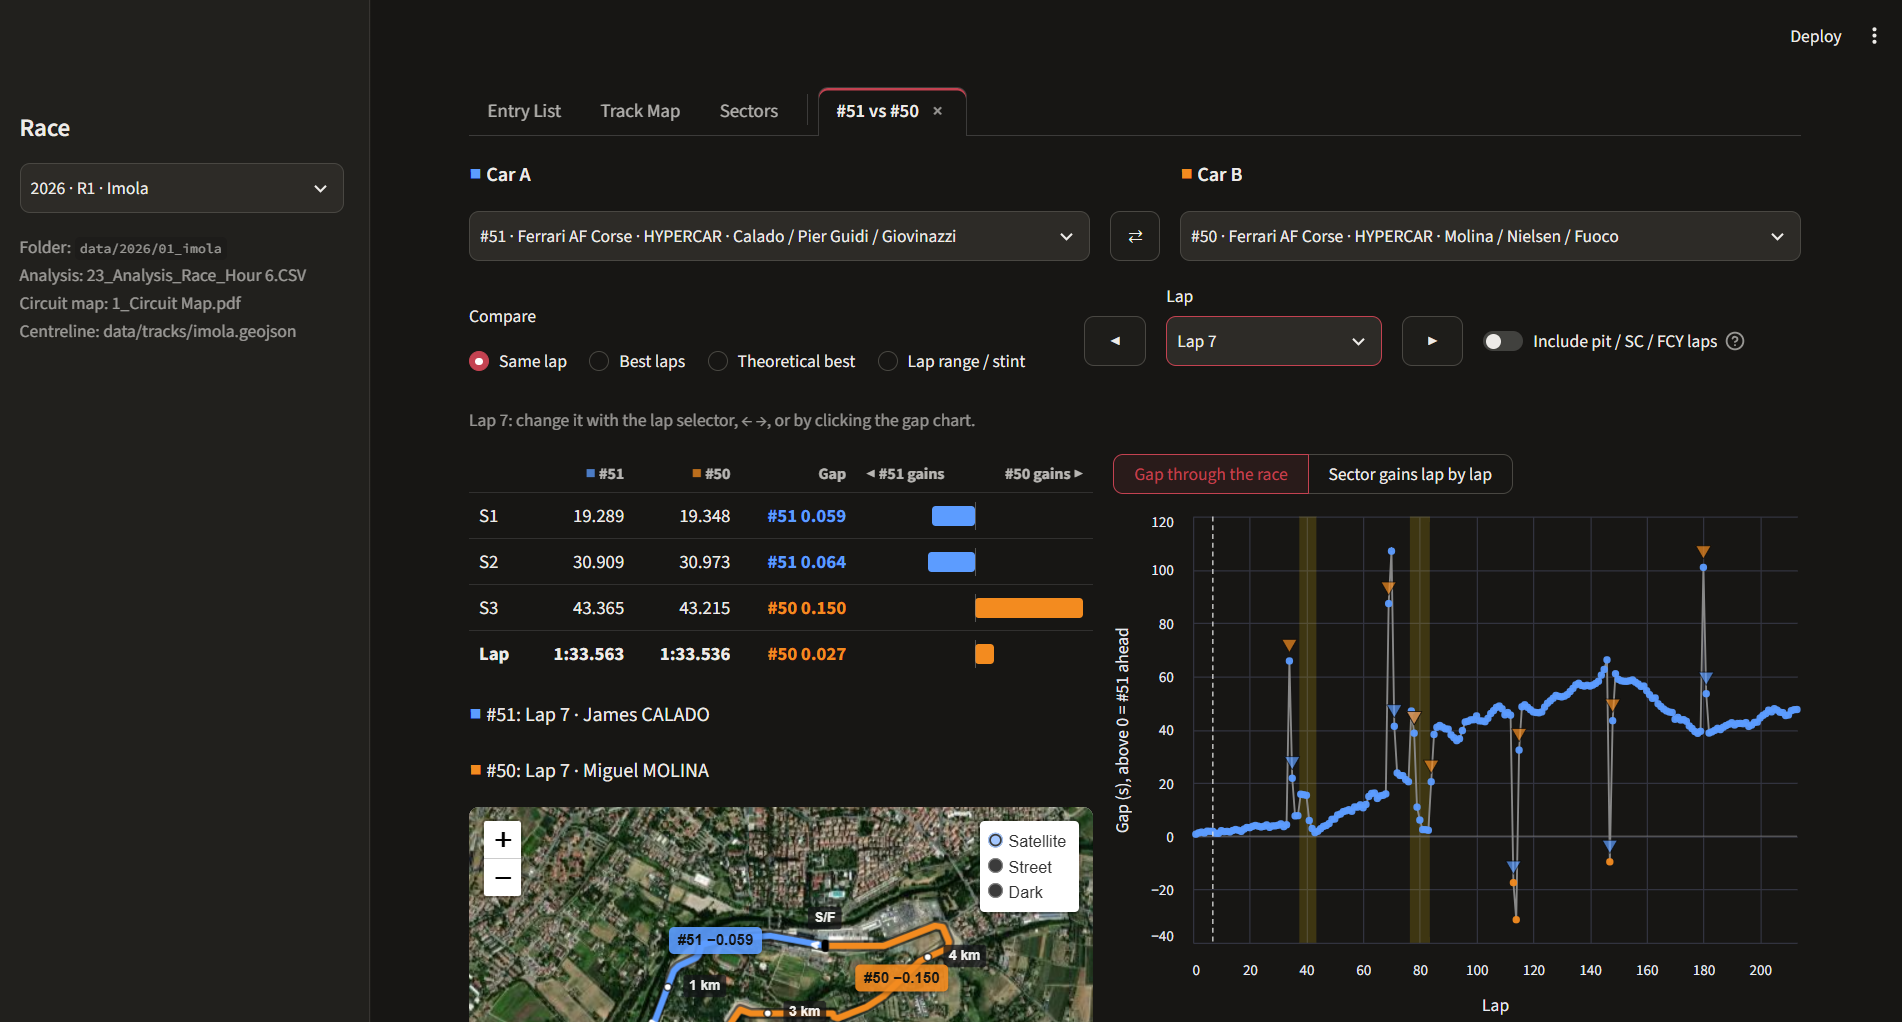 Deploy
Race
2026 · R1 · Imola
Folder: data/2026/01_imola
Analysis: 23_Analysis_Race_Hour 6.CSV
Circuit map: 1_Circuit Map.pdf
Centreline: data/tracks/imola.geojson
Entry List
Track Map
Sectors
#51 vs #50 ×
Car A
Car B
#51 · Ferrari AF Corse · HYPERCAR · Calado / Pier Guidi / Giovinazzi
⇄
#50 · Ferrari AF Corse · HYPERCAR · Molina / Nielsen / Fuoco
Compare
Same lap
Best laps
Theoretical best
Lap range / stint
Lap
◄
Lap 7
►
Include pit / SC / FCY laps ?
Lap 7: change it with the lap selector, ← →, or by clicking the gap chart.
#51 #50 Gap ◄ #51 gains #50 gains ►
S1 19.289 19.348 #51 0.059
S2 30.909 30.973 #51 0.064
S3 43.365 43.215 #50 0.150
Lap 1:33.563 1:33.536 #50 0.027
#51: Lap 7 · James CALADO
#50: Lap 7 · Miguel MOLINA
+
−
Satellite
Street
Dark
S/F
#51 −0.059
4 km
#50 −0.150
1 km
3 km
Gap through the race
Sector gains lap by lap
Gap (s), above 0 = #51 ahead
120
100
80
60
40
20
0
−20
−40
0 20 40 60 80 100 120 140 160 180 200
Lap